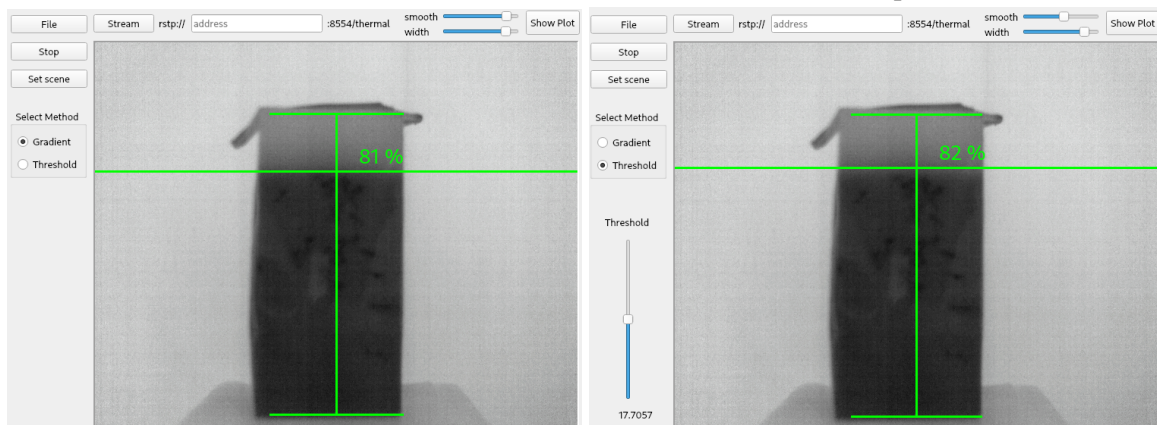 File
Stream rstp:// address :8554/thermal smooth width Show Plot
Stop
Set scene
Select Method
Gradient
Threshold
81 %
File
Stream rstp:// address :8554/thermal smooth width Show Plot
Stop
Set scene
Select Method
Gradient
Threshold
82 %
Threshold
17.7057